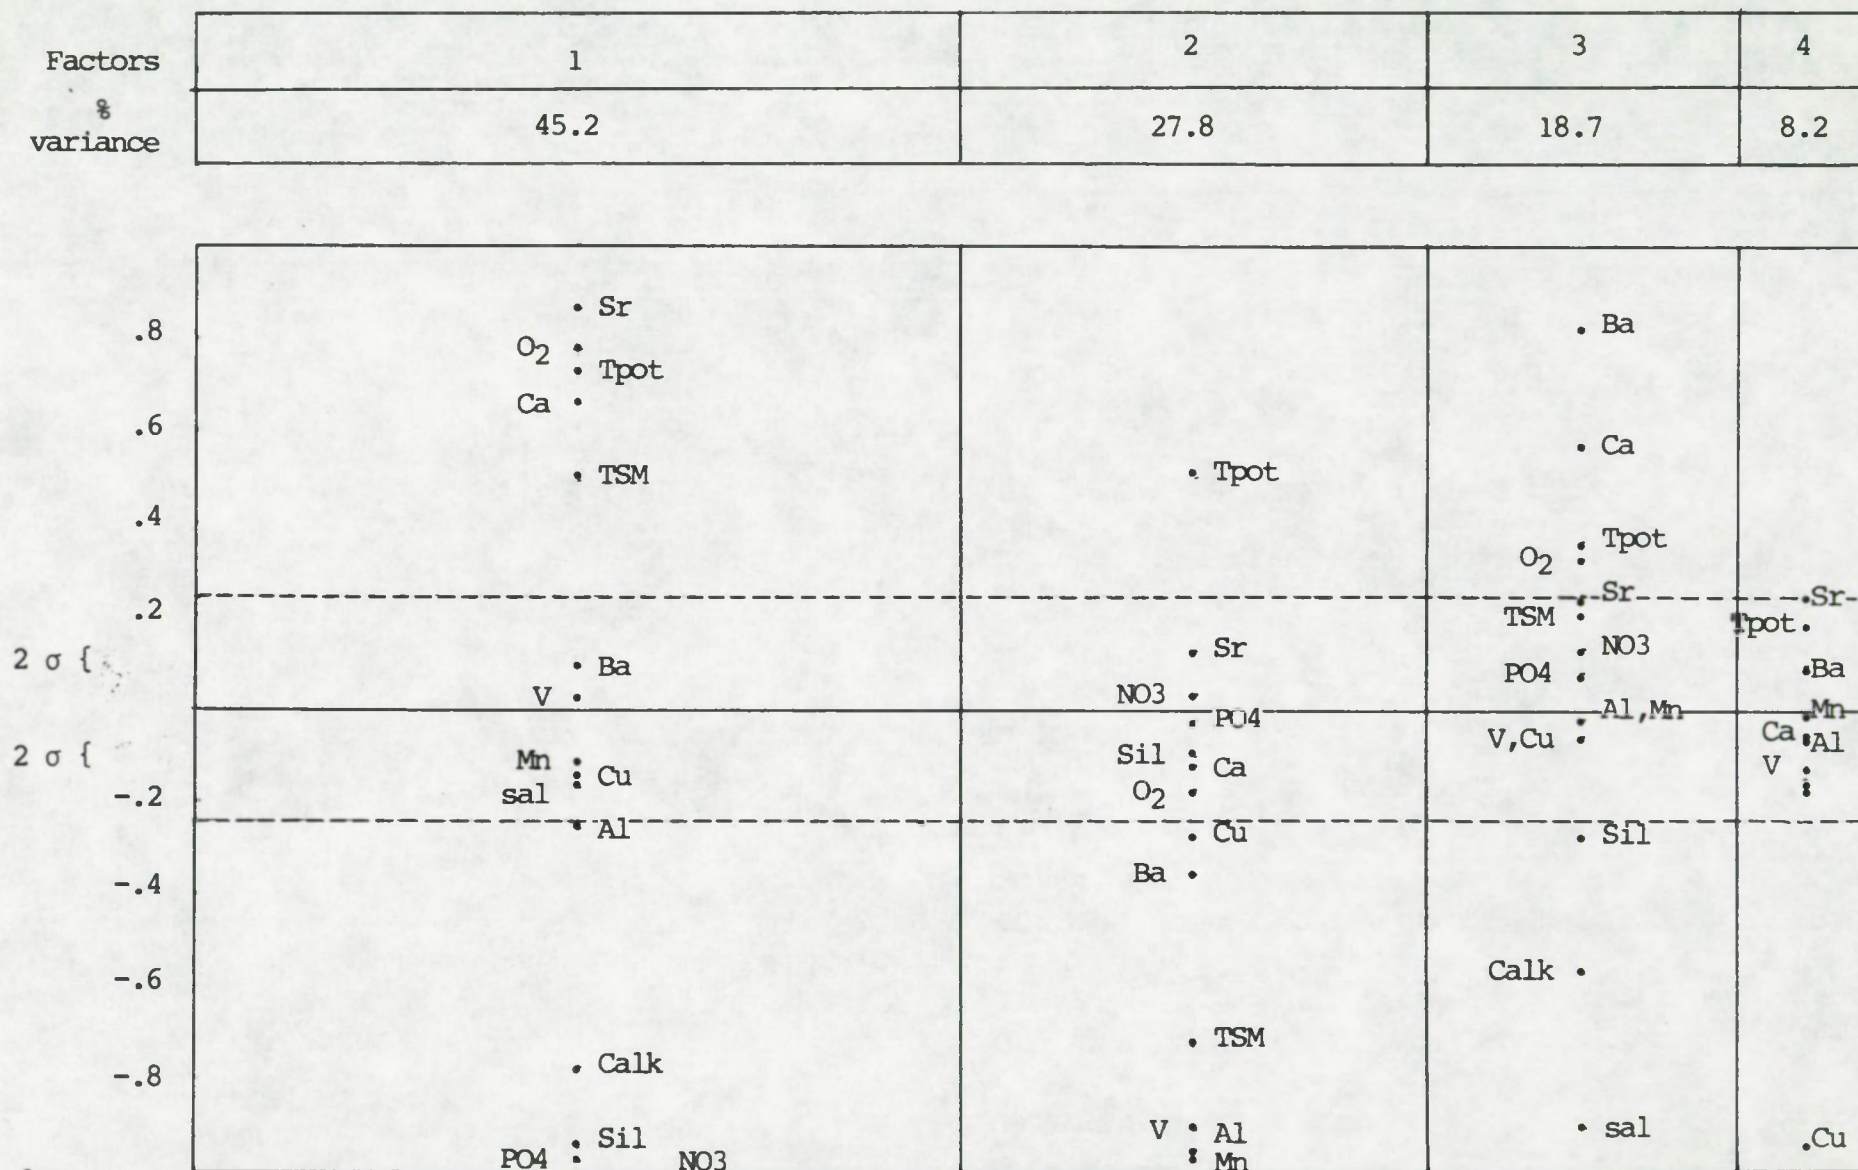 Factors 1 2 3 4
%
variance 45.2 27.8 18.7 8.2
Sr
.8 Ba
O2
Tpot
Ca
.6 Ca
TSM Tpot
.4
Tpot
O2
Sr Sr
.2 TSM Tpot
2 σ { Ba Sr NO3 Ba
V NO3 PO4
PO4 Al,Mn Mn
2 σ { Mn Sil V,Cu Ca Al
Cu Ca V
-.2 sal O2
Al Cu Sil
-.4 Ba
-.6 Calk
TSM
-.8 Calk
V Al sal Cu
Sil
PO4 NO3 Mn